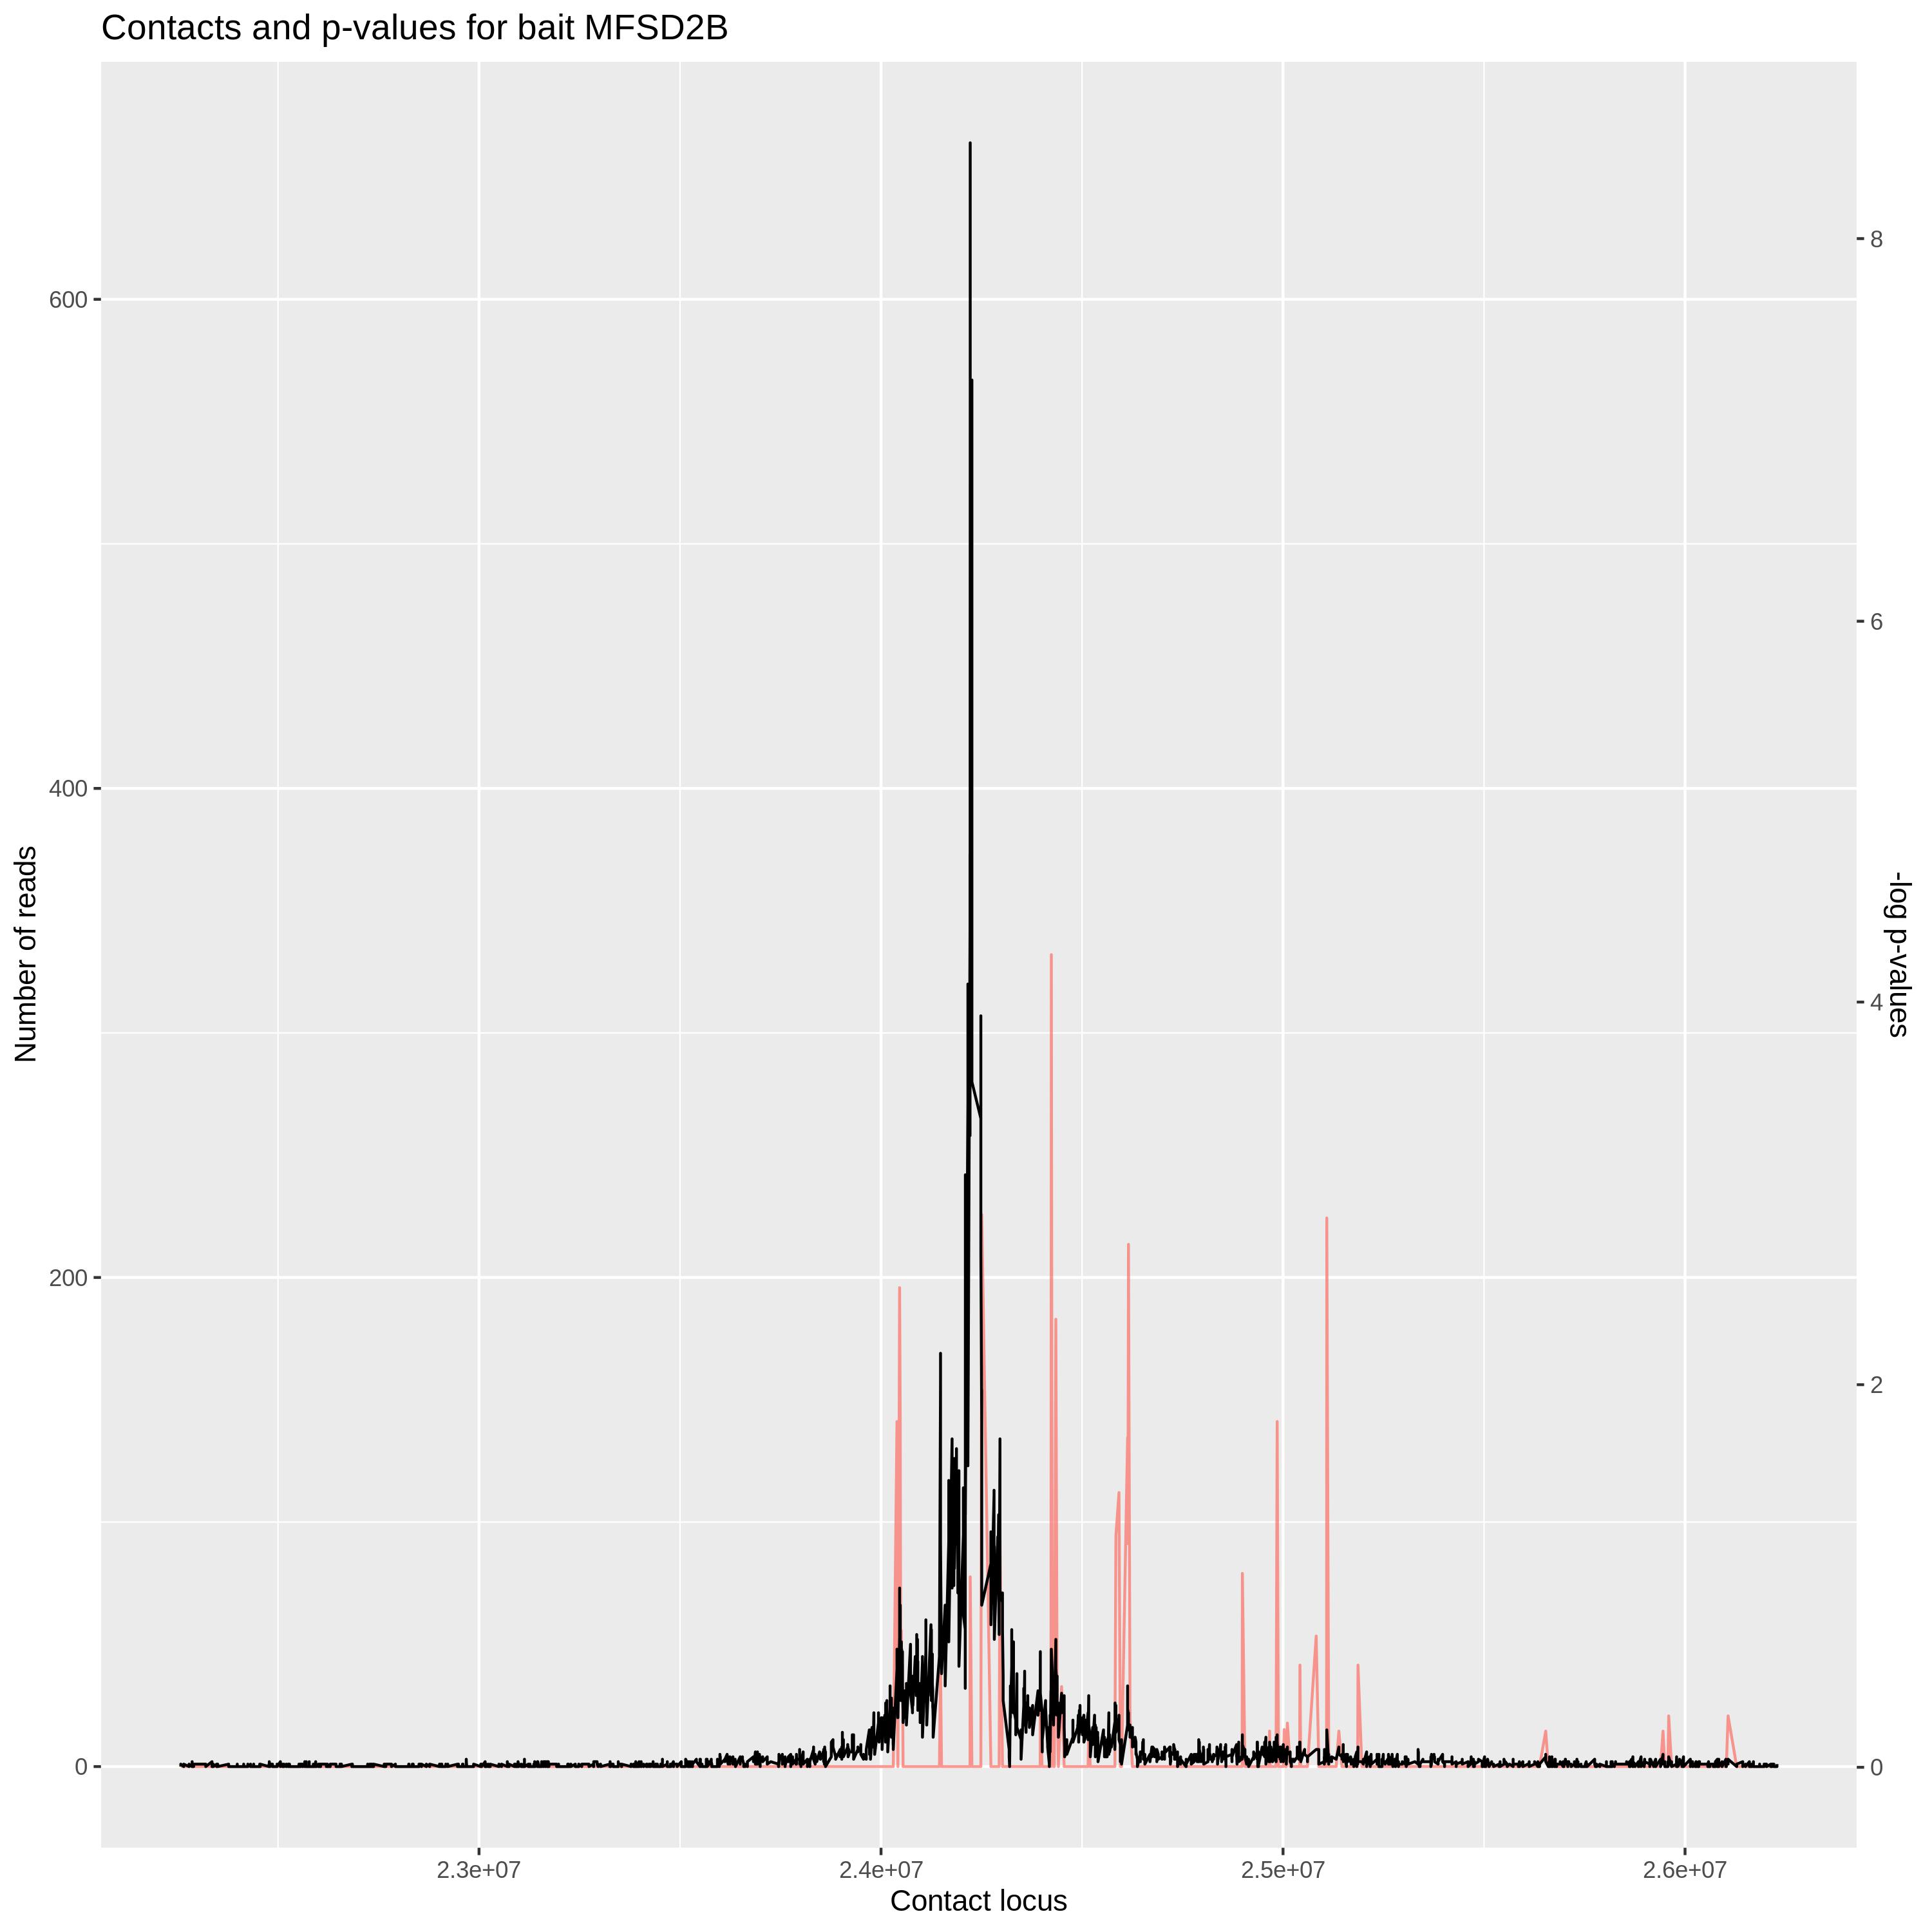 Contacts and p-values for bait MFSD2B
600
400
200
0
Number of reads
8
6
4
2
0
-log p-values
2.3e+07
2.4e+07
2.5e+07
2.6e+07
Contact locus